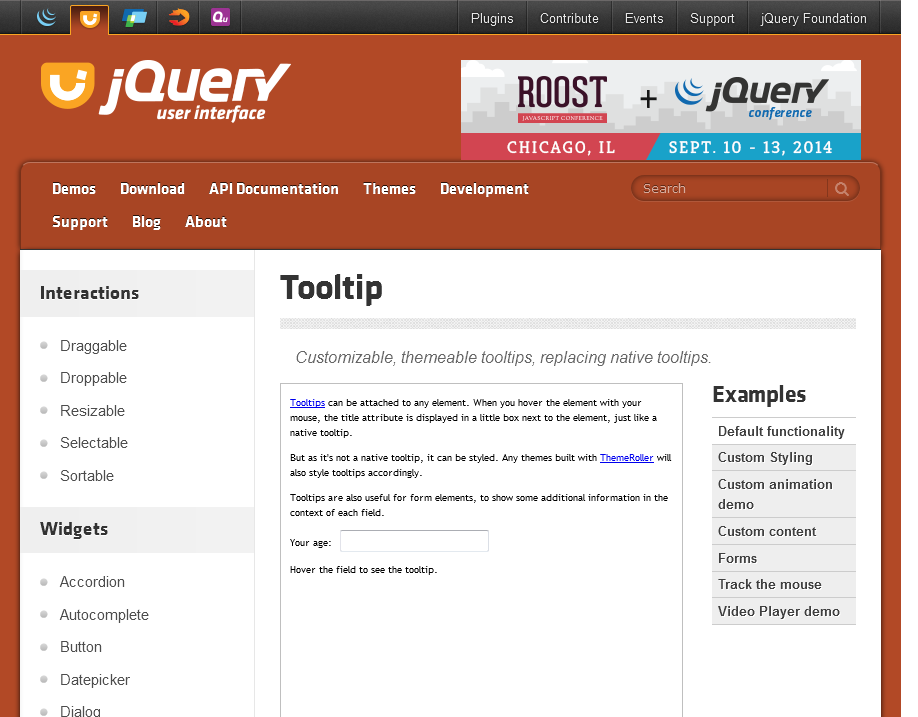 Qu
Plugins
Contribute
Events
Support
jQuery Foundation
jQuery
user interface
ROOST
JAVASCRIPT CONFERENCE
+
jQuery
conference
CHICAGO, IL
SEPT. 10 - 13, 2014
Demos
Download
API Documentation
Themes
Development
Search
Support
Blog
About
Interactions
Draggable
Droppable
Resizable
Selectable
Sortable
Widgets
Accordion
Autocomplete
Button
Datepicker
Dialog
Tooltip
Customizable, themeable tooltips, replacing native tooltips.
Tooltips can be attached to any element. When you hover the element with your
mouse, the title attribute is displayed in a little box next to the element, just like a
native tooltip.
But as it's not a native tooltip, it can be styled. Any themes built with ThemeRoller will
also style tooltips accordingly.
Tooltips are also useful for form elements, to show some additional information in the
context of each field.
Your age:
Hover the field to see the tooltip.
Examples
Default functionality
Custom Styling
Custom animation
demo
Custom content
Forms
Track the mouse
Video Player demo